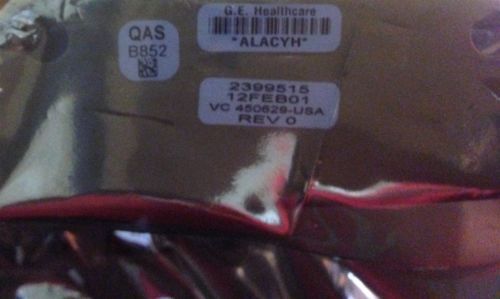 QAS
B852
G.E. Healthcare
"ALACYH"
2399515
12FEB01
VC 450629-USA
REV 0